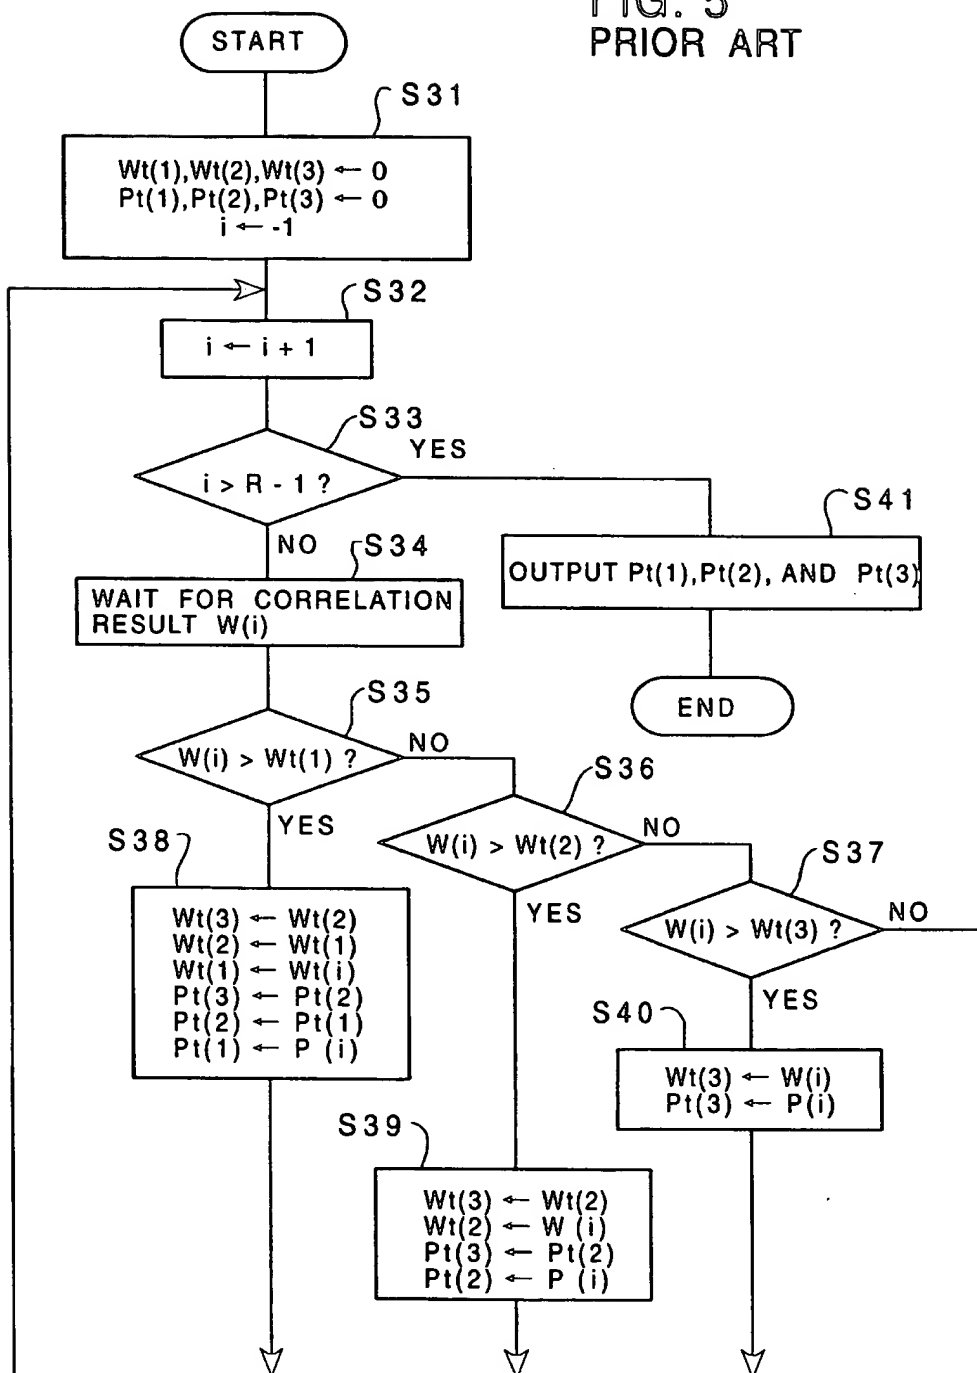 FIG. 5
PRIOR ART
START
S31
Wt(1),Wt(2),Wt(3) ← 0
Pt(1),Pt(2),Pt(3) ← 0
i ← -1
S32
i ← i + 1
S33
YES
i > R - 1 ?
S41
NO
S34
OUTPUT Pt(1),Pt(2), AND Pt(3)
WAIT FOR CORRELATION
RESULT W(i)
S35
END
W(i) > Wt(1) ?
NO
S36
YES
W(i) > Wt(2) ?
NO
S37
S38
YES
W(i) > Wt(3) ?
NO
Wt(3) ← Wt(2)
Wt(2) ← Wt(1)
Wt(1) ← Wt(i)
Pt(3) ← Pt(2)
Pt(2) ← Pt(1)
Pt(1) ← P (i)
YES
S40
Wt(3) ← W(i)
Pt(3) ← P(i)
S39
Wt(3) ← Wt(2)
Wt(2) ← W (i)
Pt(3) ← Pt(2)
Pt(2) ← P (i)